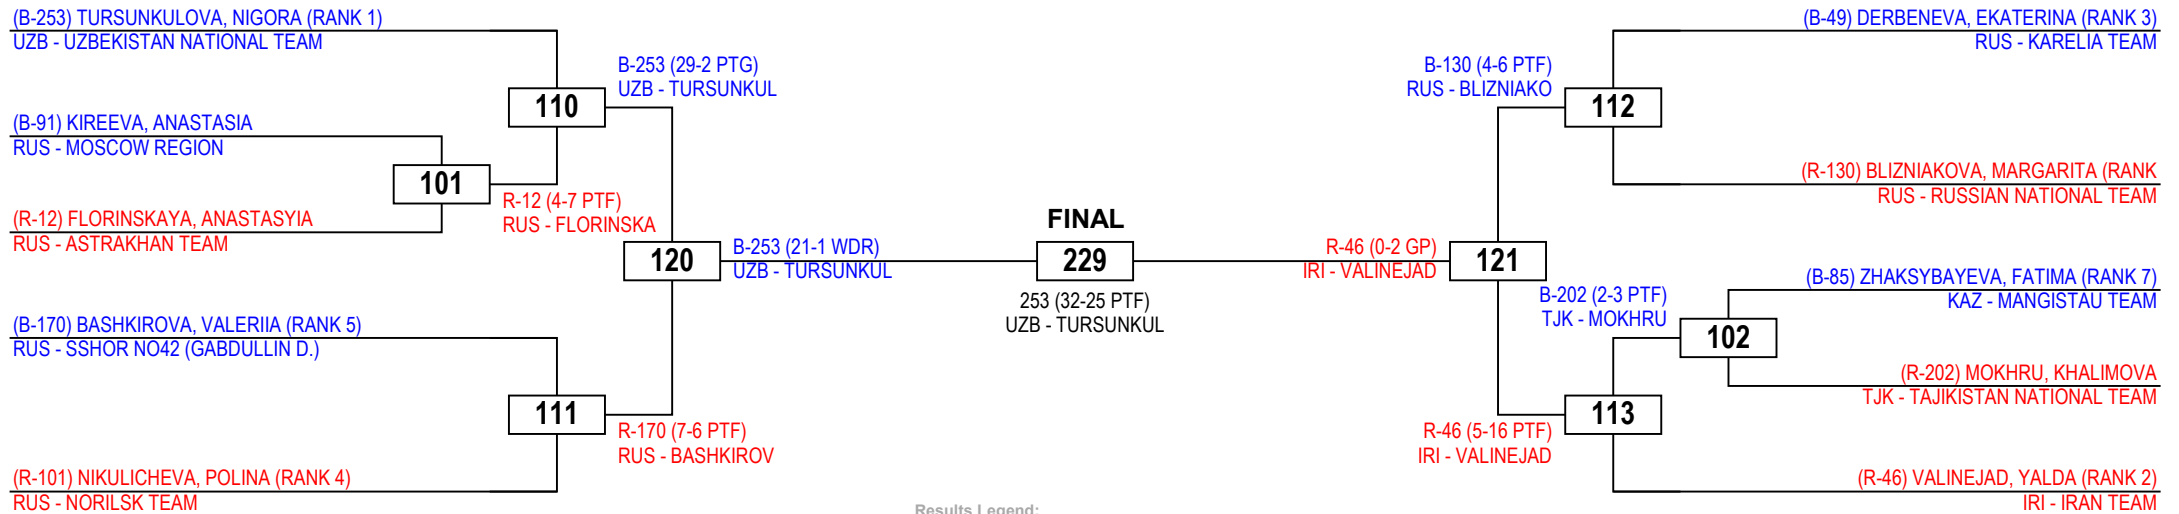 (B-253) TURSUNKULOVA, NIGORA (RANK 1)
UZB - UZBEKISTAN NATIONAL TEAM
B-253 (29-2 PTG)
UZB - TURSUNKUL
110
(B-91) KIREEVA, ANASTASIA
RUS - MOSCOW REGION
101
R-12 (4-7 PTF)
RUS - FLORINSKA
(R-12) FLORINSKAYA, ANASTASYIA
RUS - ASTRAKHAN TEAM
120
B-253 (21-1 WDR)
UZB - TURSUNKUL
(B-170) BASHKIROVA, VALERIIA (RANK 5)
RUS - SSHOR NO42 (GABDULLIN D.)
111
R-170 (7-6 PTF)
RUS - BASHKIROV
(R-101) NIKULICHEVA, POLINA (RANK 4)
RUS - NORILSK TEAM
FINAL
229
253 (32-25 PTF)
UZB - TURSUNKUL
(B-49) DERBENEVA, EKATERINA (RANK 3)
RUS - KARELIA TEAM
B-130 (4-6 PTF)
RUS - BLIZNIAKO
112
(R-130) BLIZNIAKOVA, MARGARITA (RANK
RUS - RUSSIAN NATIONAL TEAM
R-46 (0-2 GP)
IRI - VALINEJAD
121
(B-85) ZHAKSYBAYEVA, FATIMA (RANK 7)
KAZ - MANGISTAU TEAM
B-202 (2-3 PTF)
TJK - MOKHRU
102
(R-202) MOKHRU, KHALIMOVA
TJK - TAJIKISTAN NATIONAL TEAM
113
R-46 (5-16 PTF)
IRI - VALINEJAD
(R-46) VALINEJAD, YALDA (RANK 2)
IRI - IRAN TEAM
Results Legend: